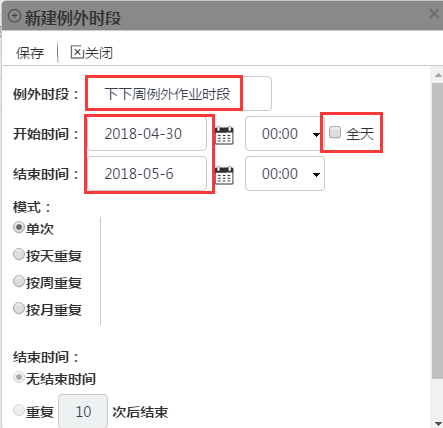 新建例外时段
保存 关闭
例外时段： 下下周例外作业时段
开始时间： 2018-04-30 00:00 全天
结束时间： 2018-05-6 00:00
模式：
单次
按天重复
按周重复
按月重复
结束时间：
无结束时间
重复 10 次后结束